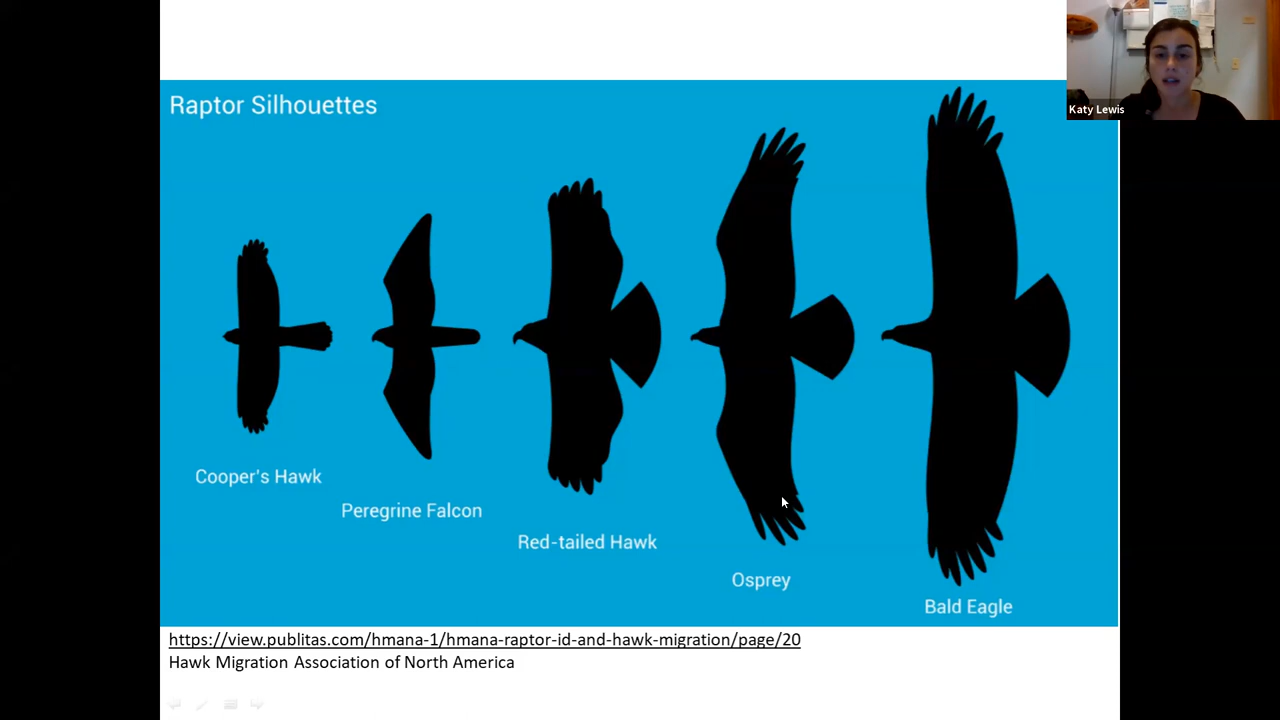 Raptor Silhouettes
Katy Lewis
Cooper's Hawk
Peregrine Falcon
Red-tailed Hawk
Osprey
Bald Eagle
https://view.publitas.com/hmana-1/hmana-raptor-id-and-hawk-migration/page/20
Hawk Migration Association of North America